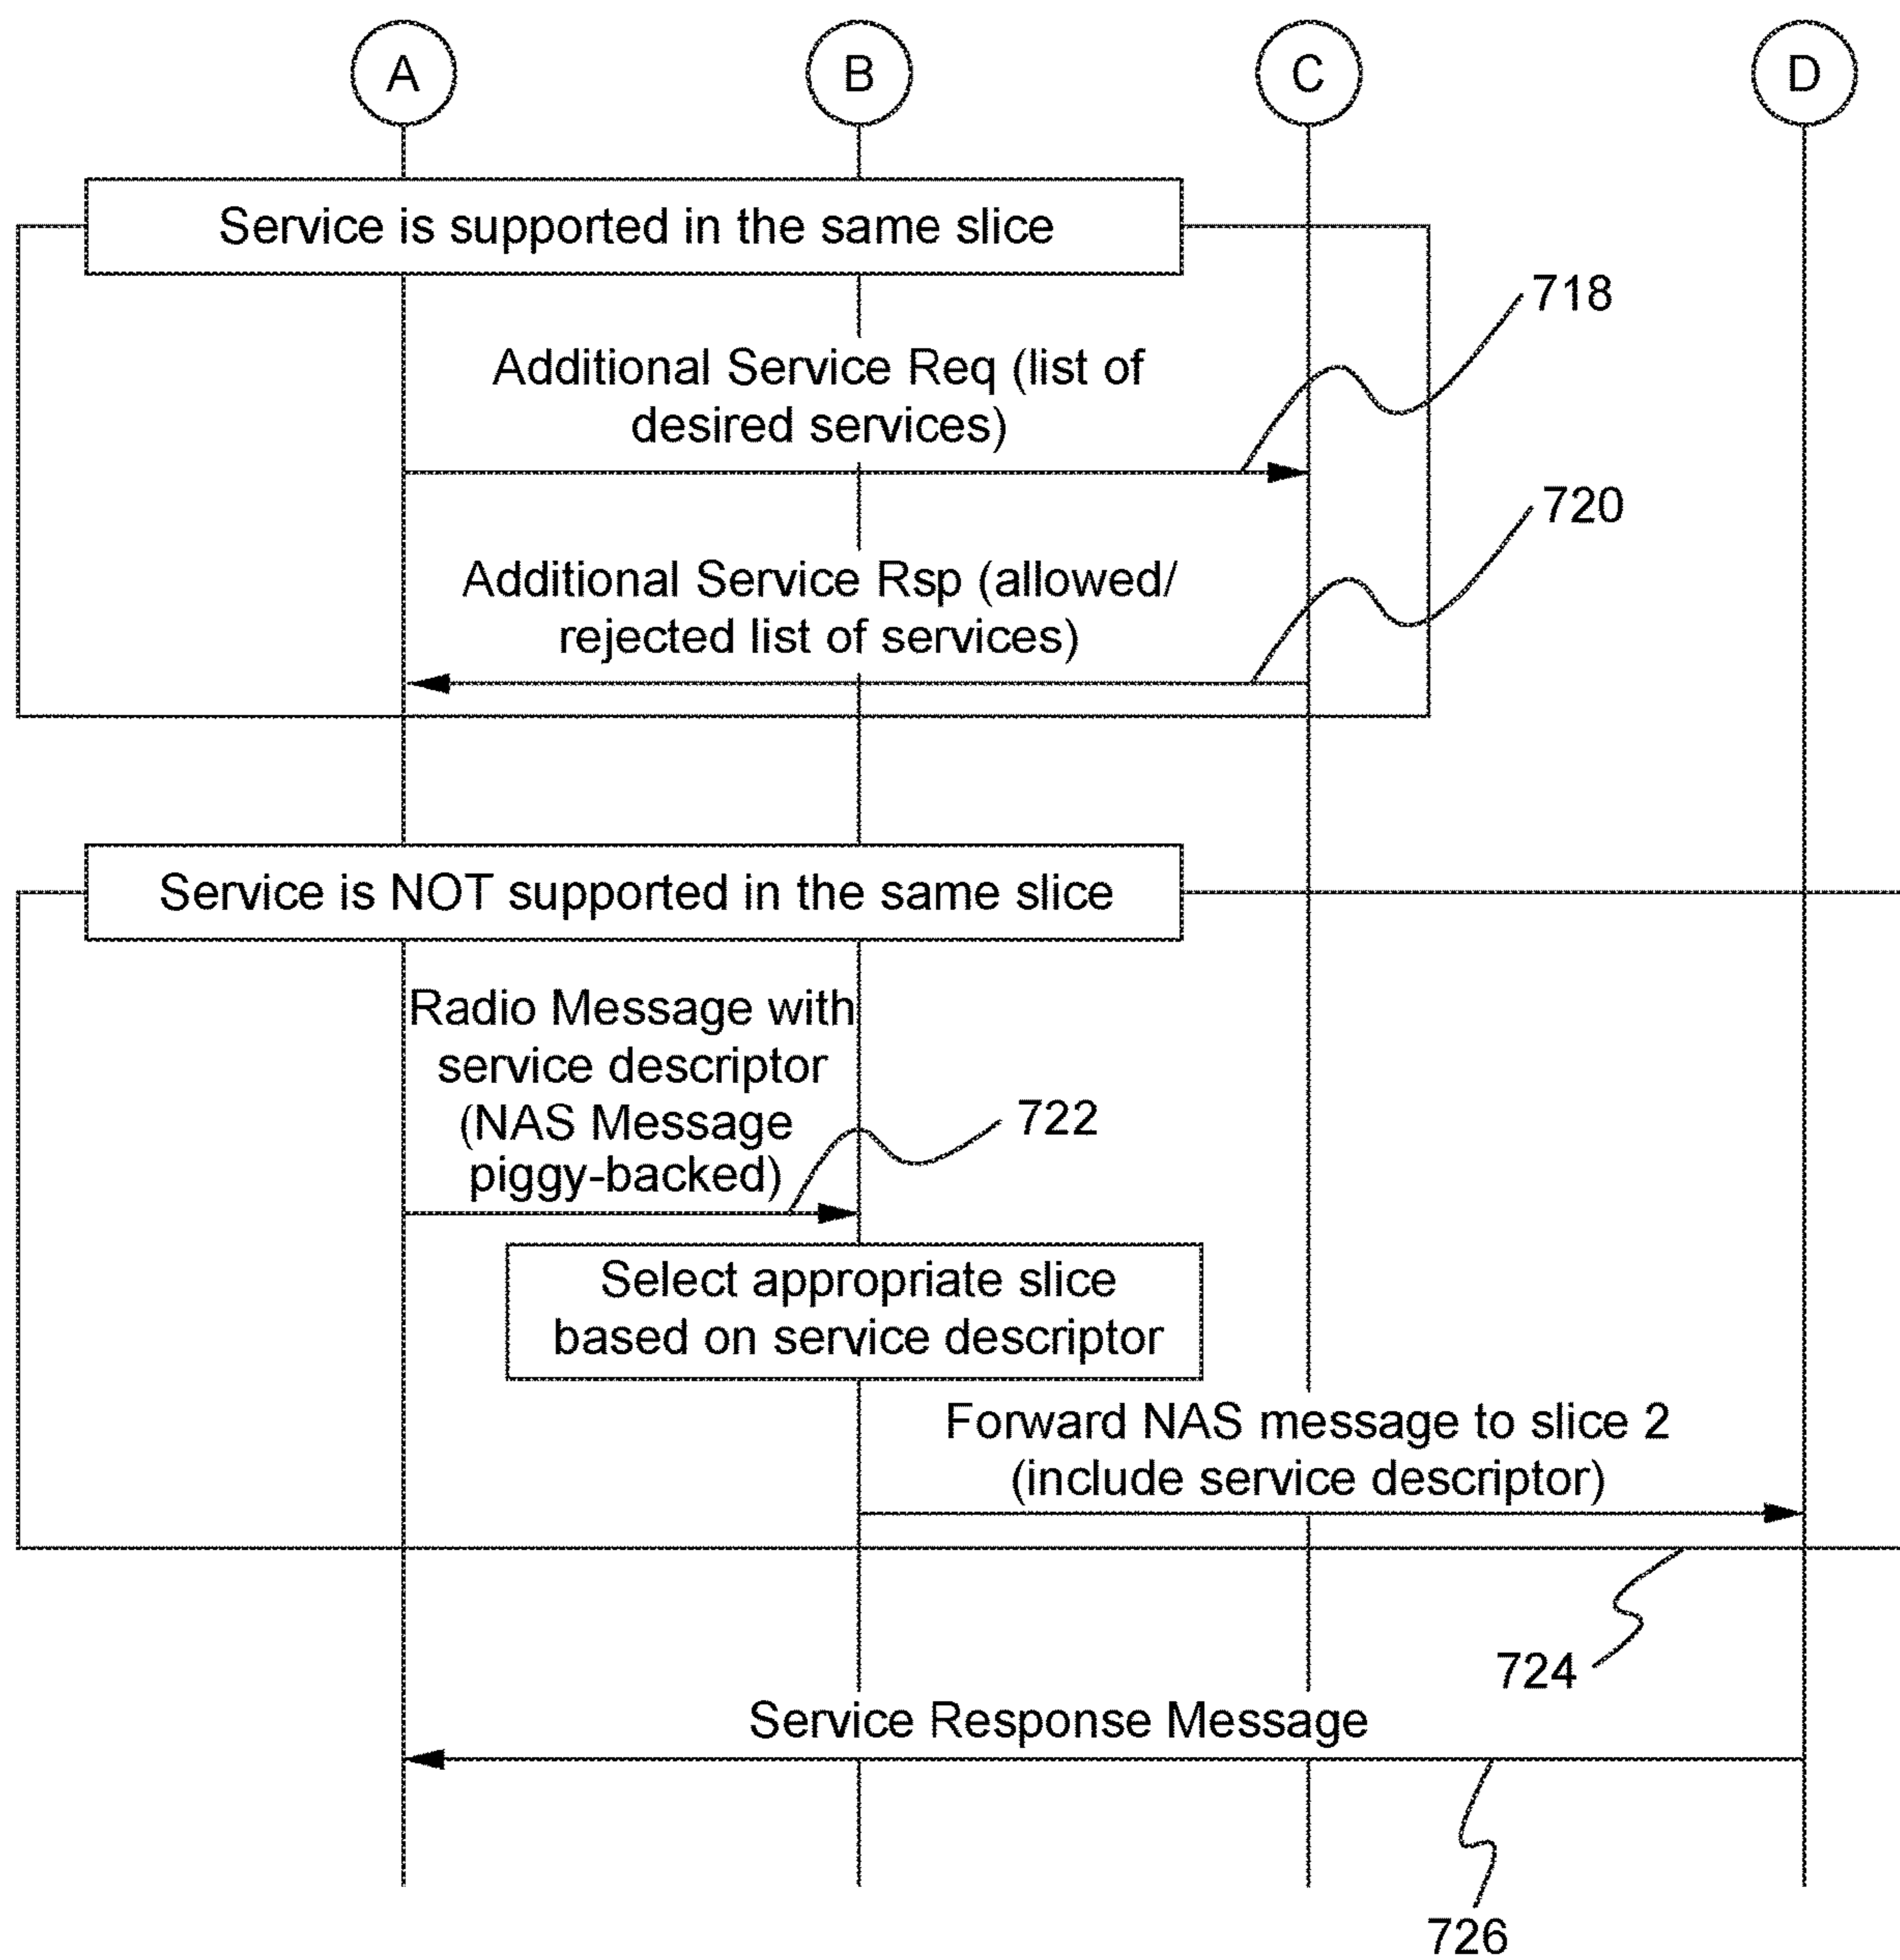 A
B
C
D
Service is supported in the same slice
718
Additional Service Req (list of
desired services)
720
Additional Service Rsp (allowed/
rejected list of services)
Service is NOT supported in the same slice
Radio Message with
service descriptor
(NAS Message
piggy-backed)
722
Select appropriate slice
based on service descriptor
Forward NAS message to slice 2
(include service descriptor)
724
Service Response Message
726